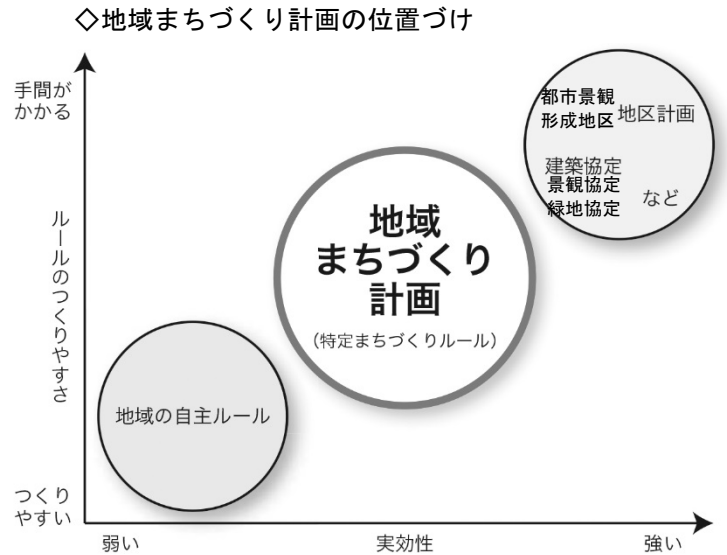 ◇地域まちづくり計画の位置づけ
手間が
かかる
ルールのつくりやすさ
つくり
やすい
都市景観
形成地区
地区計画
建築協定
景観協定
緑地協定
など
地域
まちづくり
計画
(特定まちづくりルール)
地域の自主ルール
弱い
実効性
強い